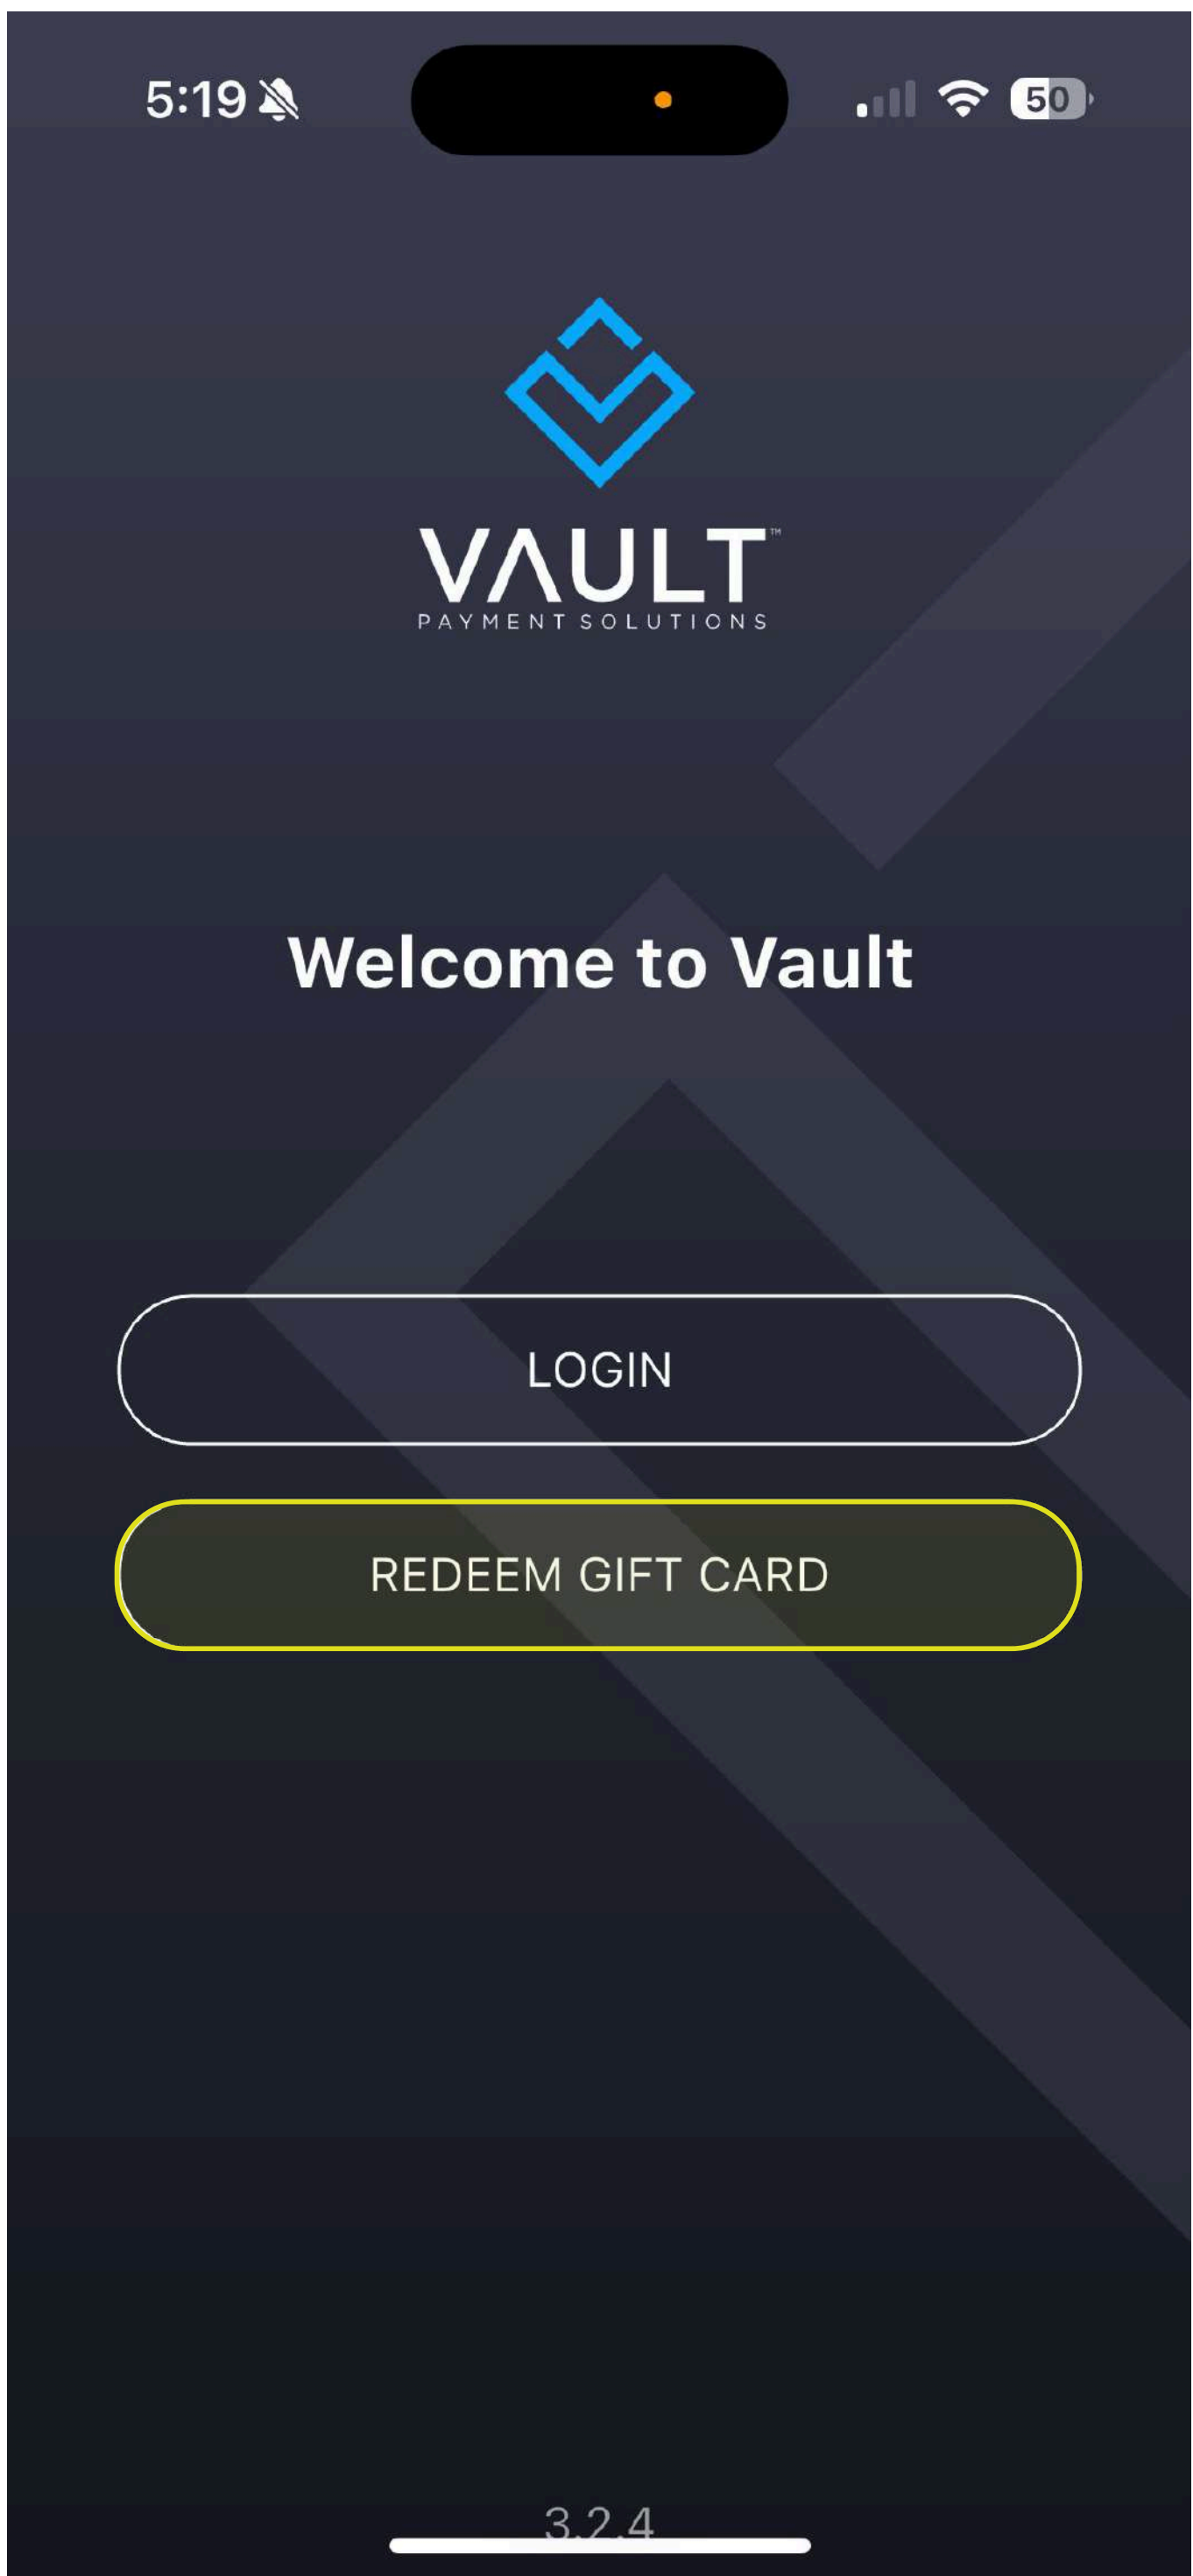 5:19
50
VAULT™
PAYMENT SOLUTIONS
Welcome to Vault
LOGIN
REDEEM GIFT CARD
3.2.4